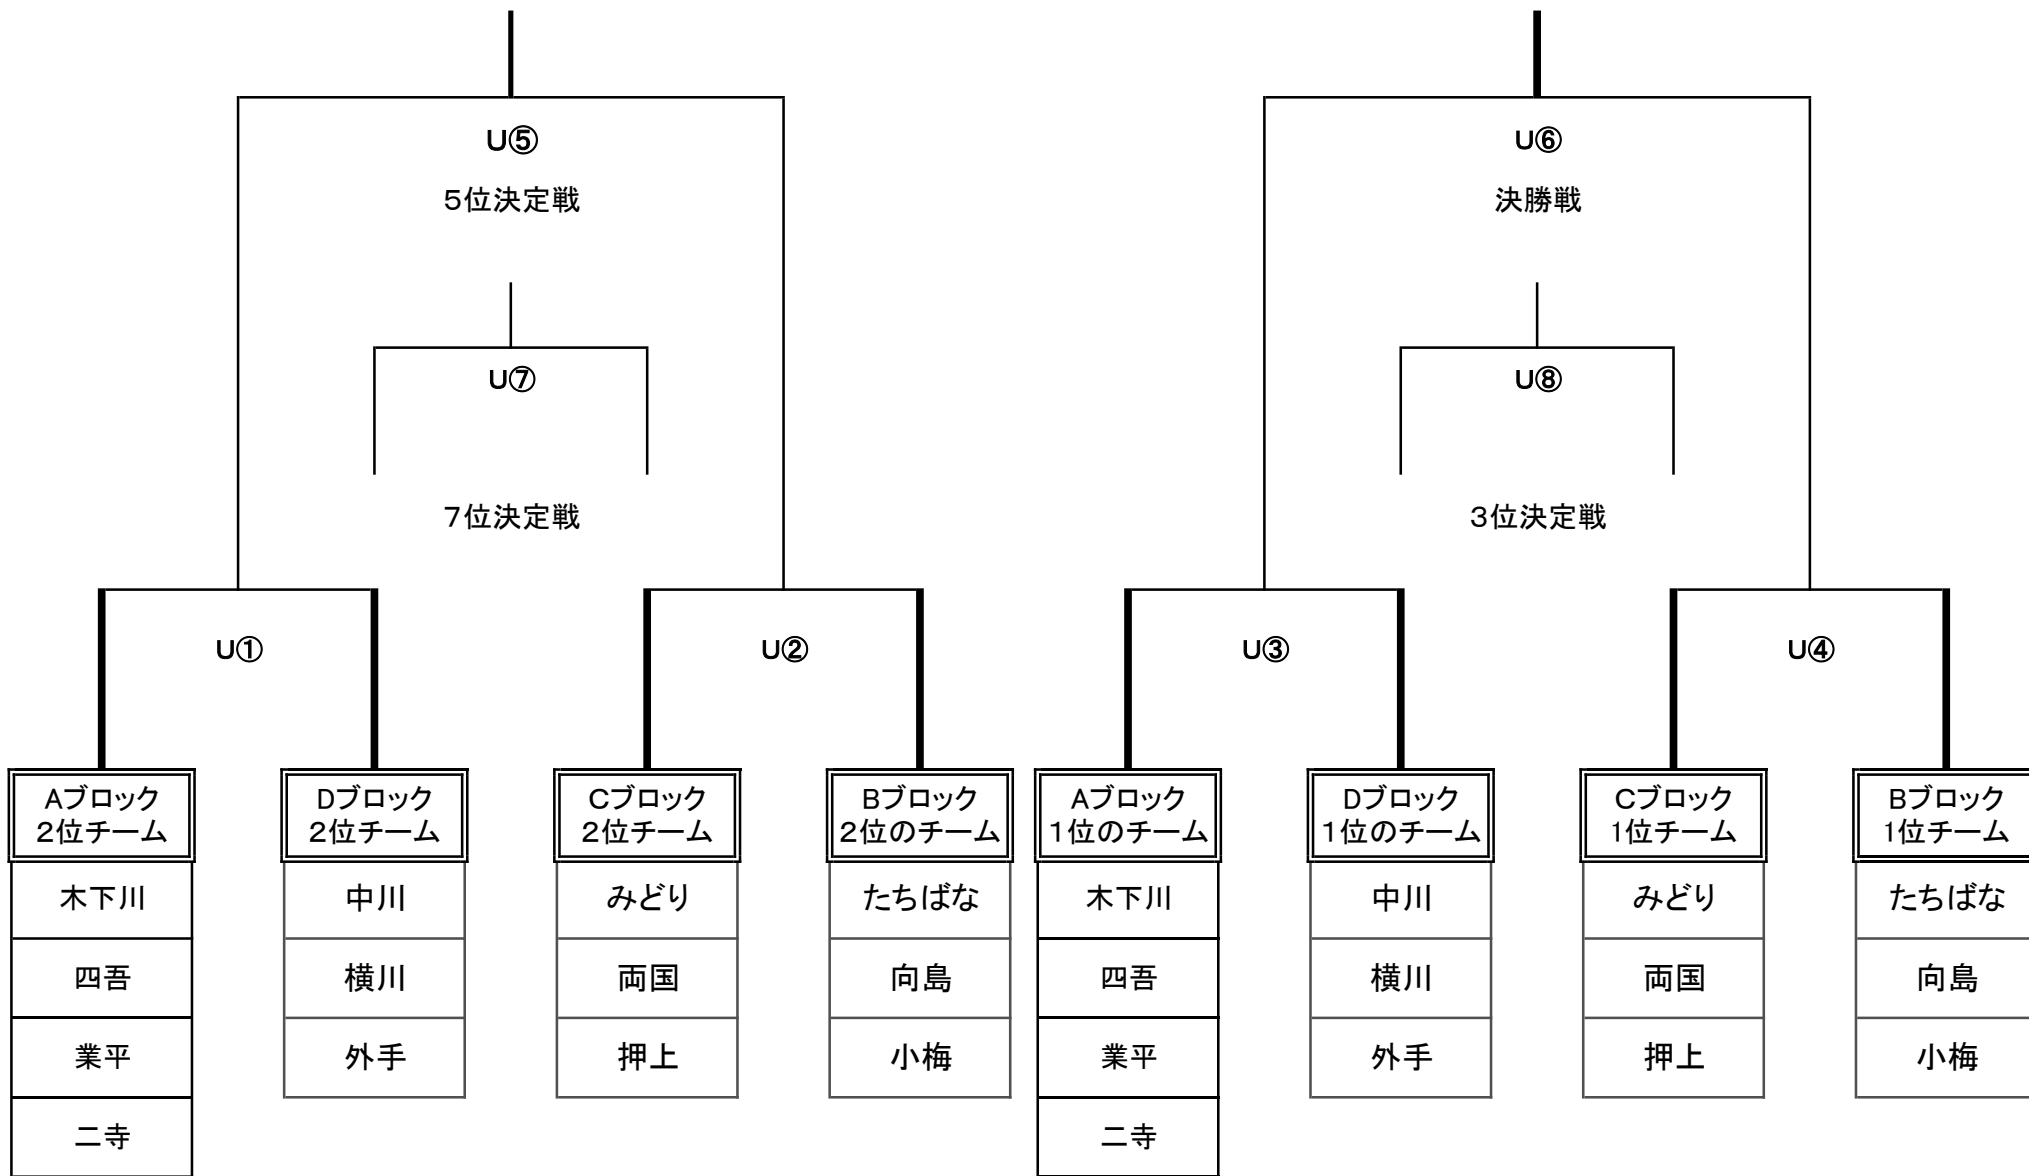 U⑤
5位決定戦
U⑦
7位決定戦
U①
U②
Aブロック
2位チーム
Dブロック
2位チーム
Cブロック
2位チーム
Bブロック
2位のチーム
木下川
中川
みどり
たちばな
四吾
横川
両国
向島
業平
外手
押上
小梅
二寺
U⑥
決勝戦
U⑧
3位決定戦
U③
U④
Aブロック
1位のチーム
Dブロック
1位のチーム
Cブロック
1位チーム
Bブロック
1位チーム
木下川
中川
みどり
たちばな
四吾
横川
両国
向島
業平
外手
押上
小梅
二寺